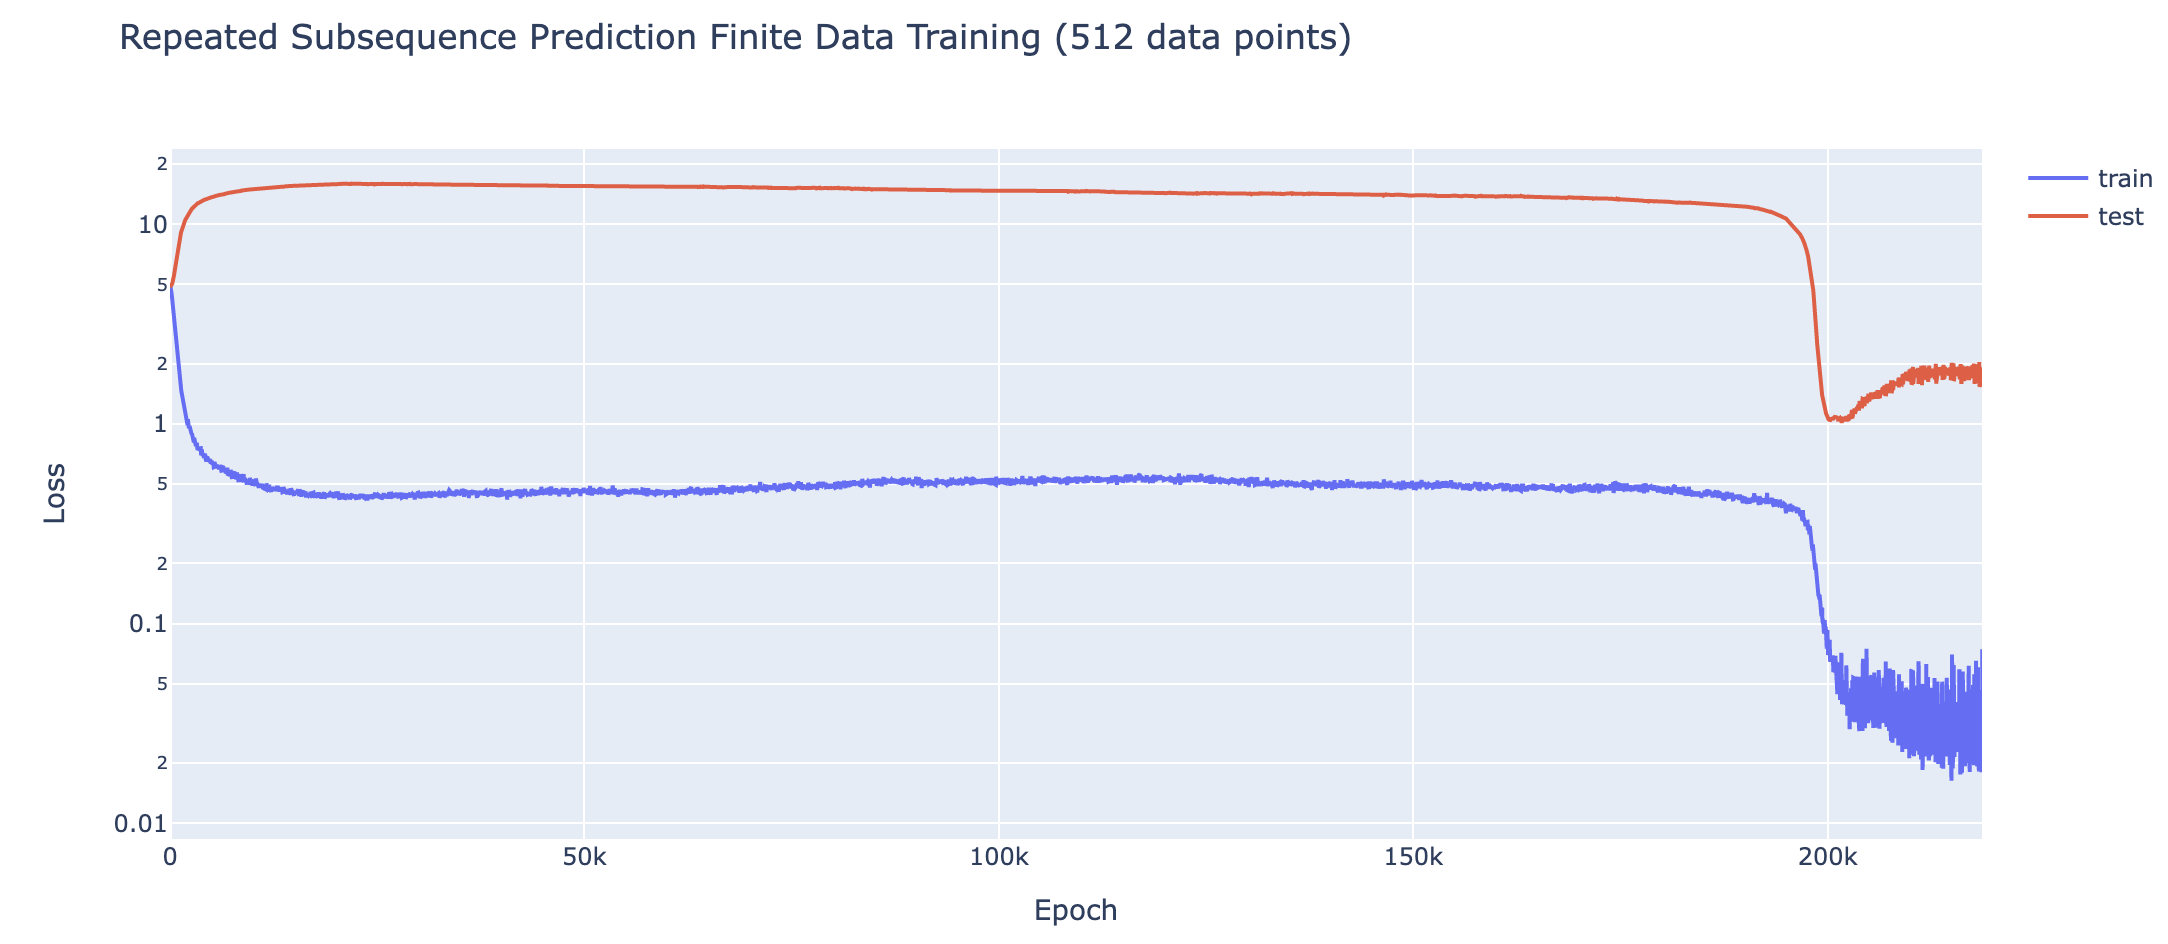 Repeated Subsequence Prediction Finite Data Training (512 data points)
train
test
2
10
5
2
1
5
2
0.1
5
2
0.01
Loss
0
50k
100k
150k
200k
Epoch